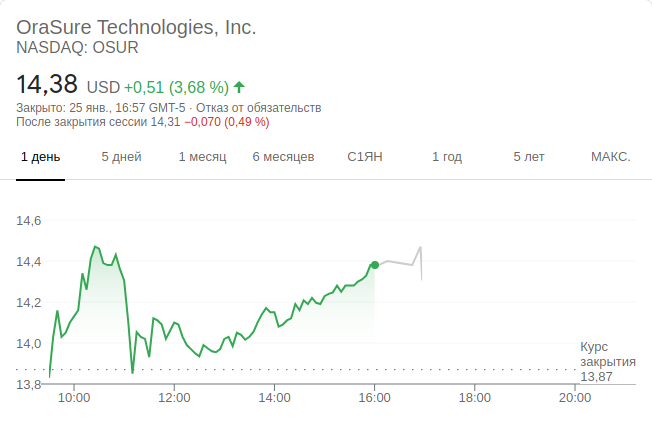 OraSure Technologies, Inc.
NASDAQ: OSUR
14,38 USD +0,51 (3,68 %)
Закрыто: 25 янв., 16:57 GMT-5 · Отказ от обязательств
После закрытия сессии 14,31 −0,070 (0,49 %)
1 день 5 дней 1 месяц 6 месяцев С1ЯН 1 год 5 лет МАКС.
14,6
14,4
14,2
14,0
Курс
закрытия
13,87
13,8
10:00 12:00 14:00 16:00 18:00 20:00